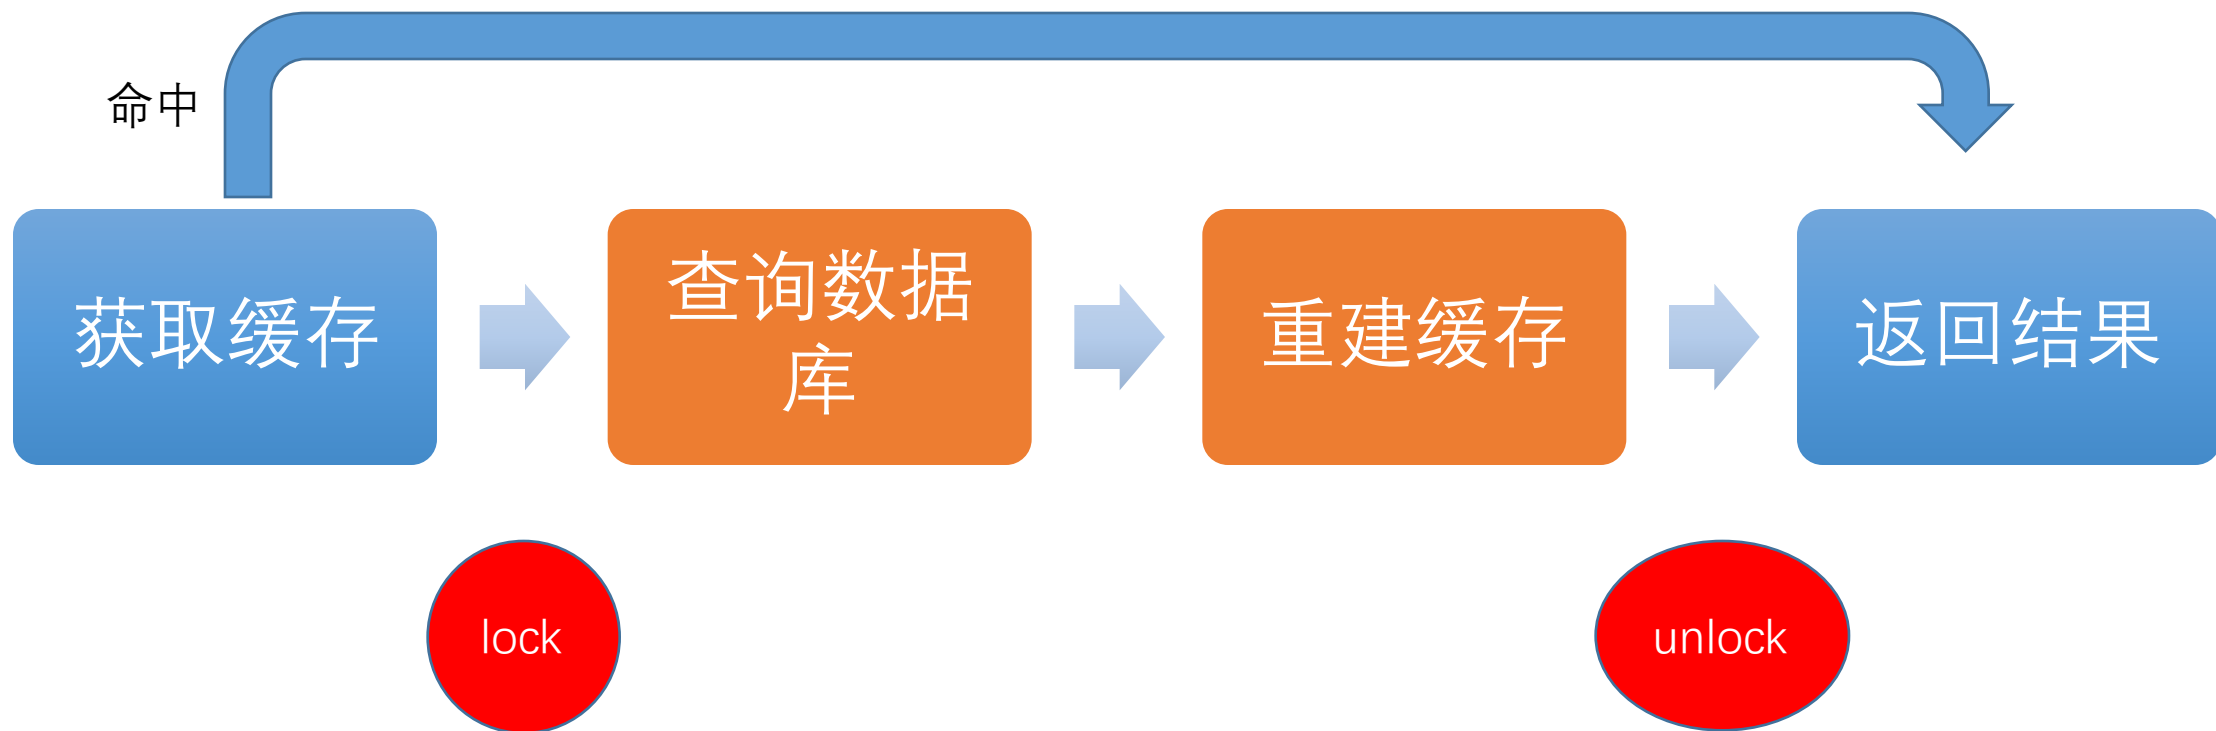 命中
获取缓存
查询数据
库
重建缓存
返回结果
lock
unlock